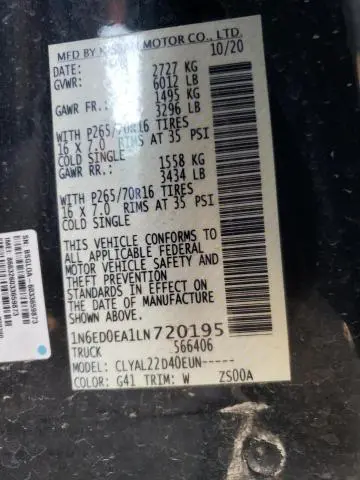 MFD BY NISSAN MOTOR CO., LTD.
DATE: 10/20
GVWR: 2727 KG
6012 LB
GAWR FR.: 1495 KG
3296 LB
WITH P265/70R16 TIRES
16 X 7.0 RIMS AT 35 PSI
COLD SINGLE
GAWR RR.: 1558 KG
3434 LB
WITH P265/70R16 TIRES
16 X 7.0 RIMS AT 35 PSI
COLD SINGLE
THIS VEHICLE CONFORMS TO
ALL APPLICABLE FEDERAL
MOTOR VEHICLE SAFETY AND
THEFT PREVENTION
STANDARDS IN EFFECT ON
THE DATE OF MANUFACTURE
SHOWN ABOVE.
1N6ED0EA1LN720195
TRUCK 566406
MODEL: CLYAL22D40EUN-----
COLOR: G41 TRIM: W ZS00A